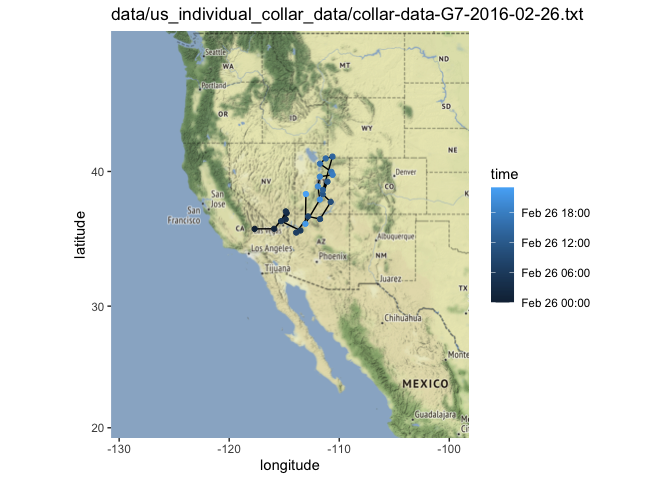 data/us_individual_collar_data/collar-data-G7-2016-02-26.txt
Seattle
WA
MT
ND
Portland
OR
ID
SD
WY
NE
40
NV
Denver
CO
San
Jose
San
Francisco
CA
Los Angeles
AZ
Albuquerque
Phoenix
NM
Tijuana
Juarez
TX
30
Chihuahua
Monte
MEXICO
Guadalajara
20
-130
-120
-110
-100
longitude
latitude
time
Feb 26 18:00
Feb 26 12:00
Feb 26 06:00
Feb 26 00:00